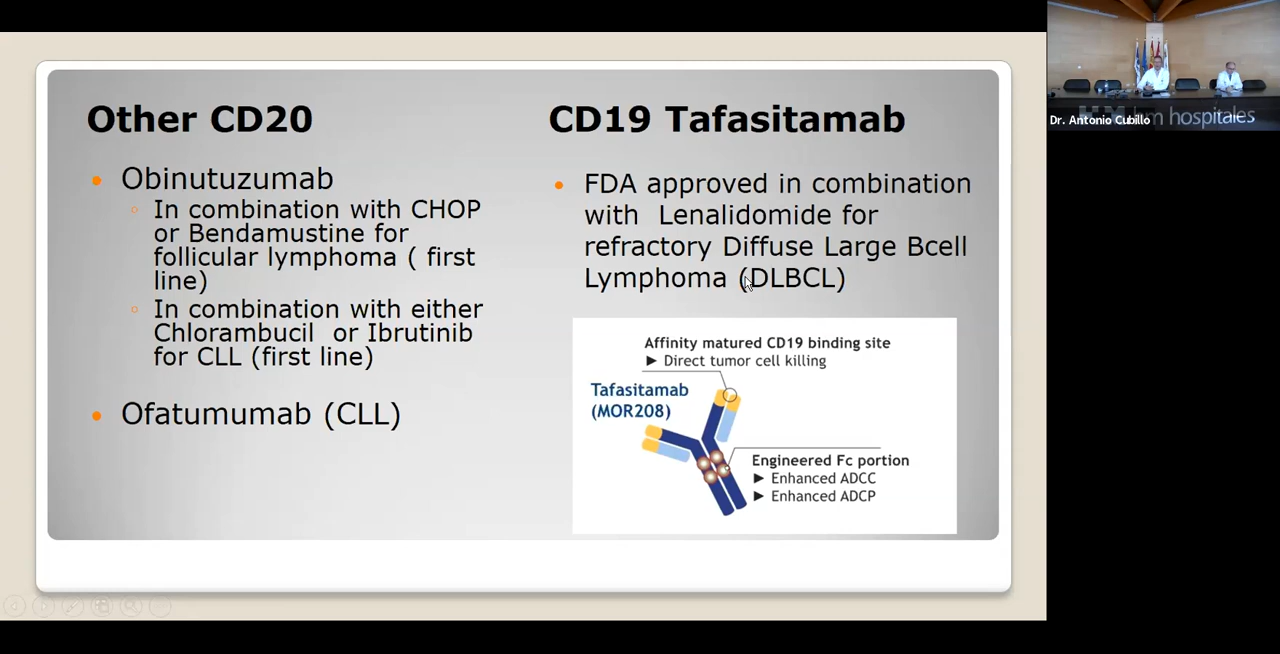 Other CD20
Obinutuzumab
In combination with CHOP
or Bendamustine for
follicular lymphoma ( first
line)
In combination with either
Chlorambucil or Ibrutinib
for CLL (first line)
Ofatumumab (CLL)
CD19 Tafasitamab
FDA approved in combination
with Lenalidomide for
refractory Diffuse Large Bcell
Lymphoma (DLBCL)
Affinity matured CD19 binding site
► Direct tumor cell killing
Tafasitamab
(MOR208)
Engineered Fc portion
► Enhanced ADCC
► Enhanced ADCP
Dr. Antonio Cubillo
hm hospitales